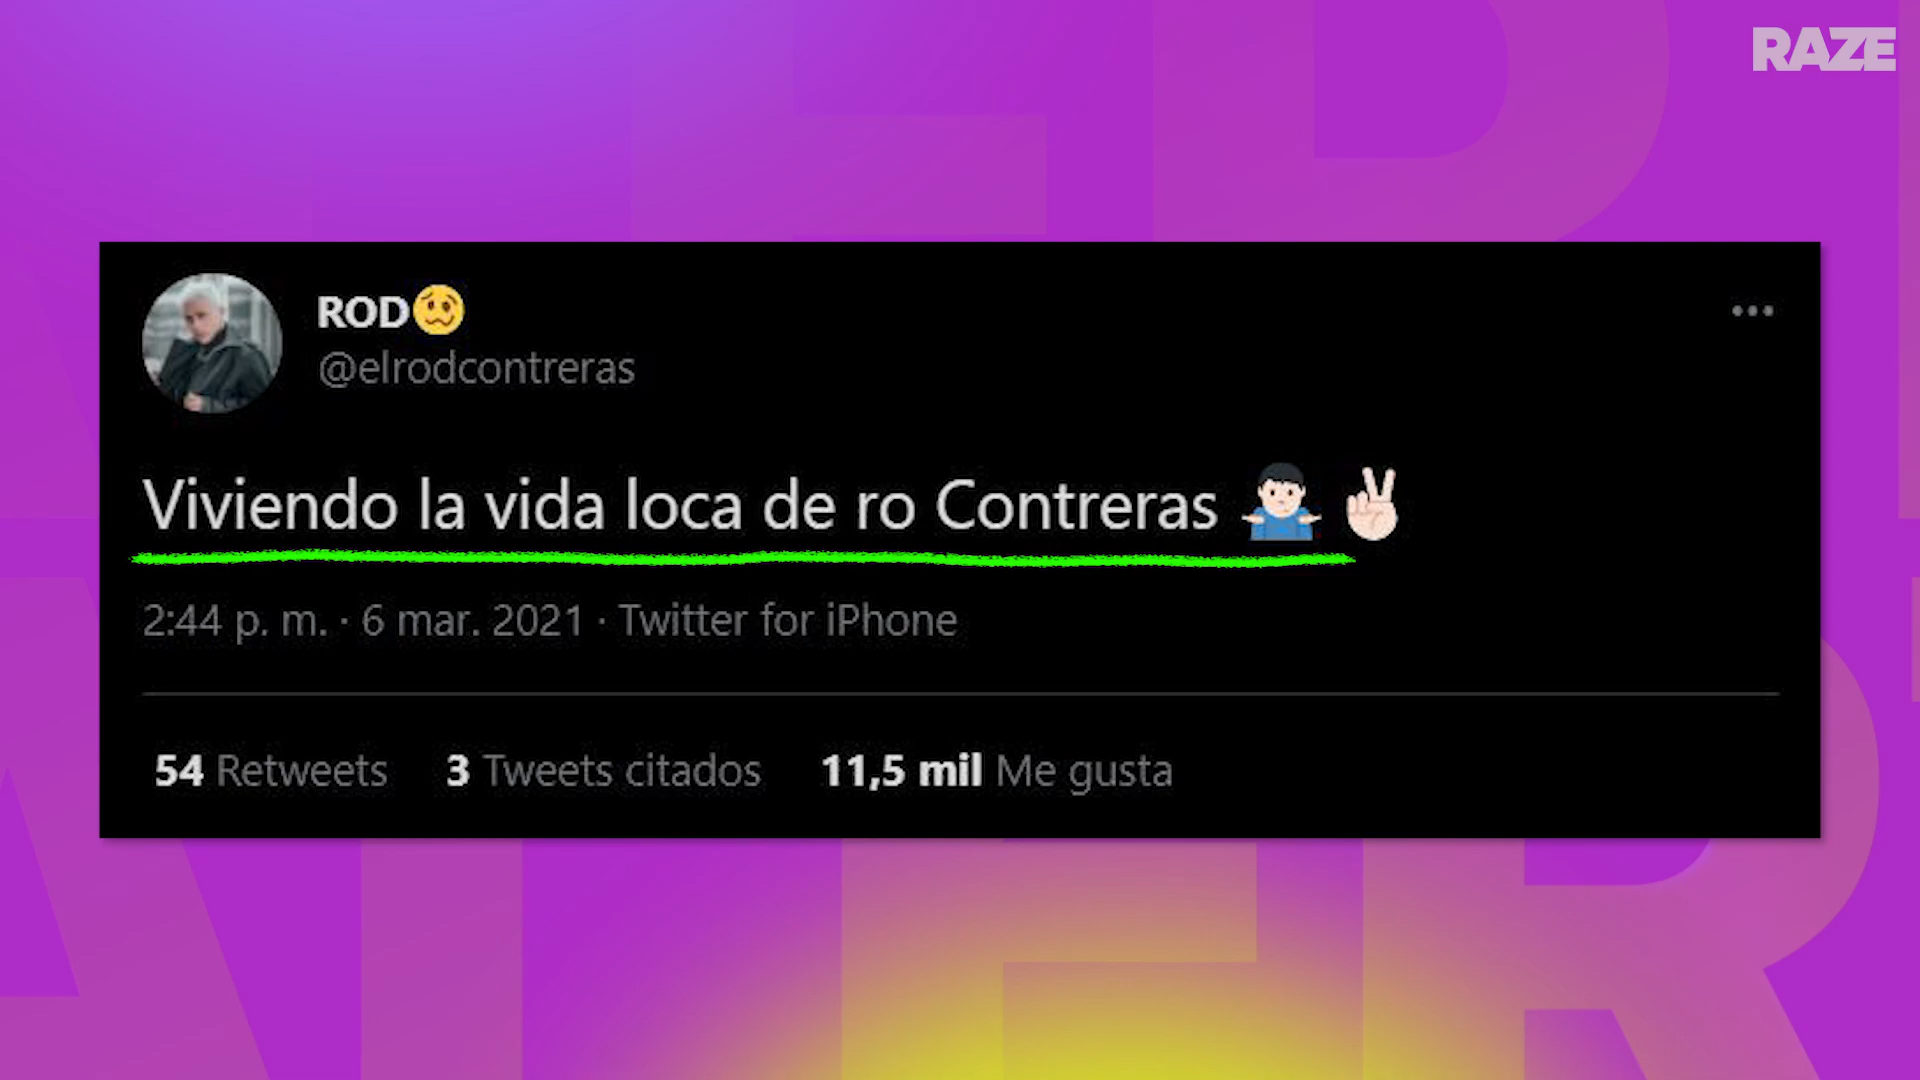 RAZE
ROD🥴
@elrodcontreras
Viviendo la vida loca de ro Contreras 🤷🏻‍♂️✌🏻
2:44 p. m. · 6 mar. 2021 · Twitter for iPhone
54 Retweets 3 Tweets citados 11,5 mil Me gusta